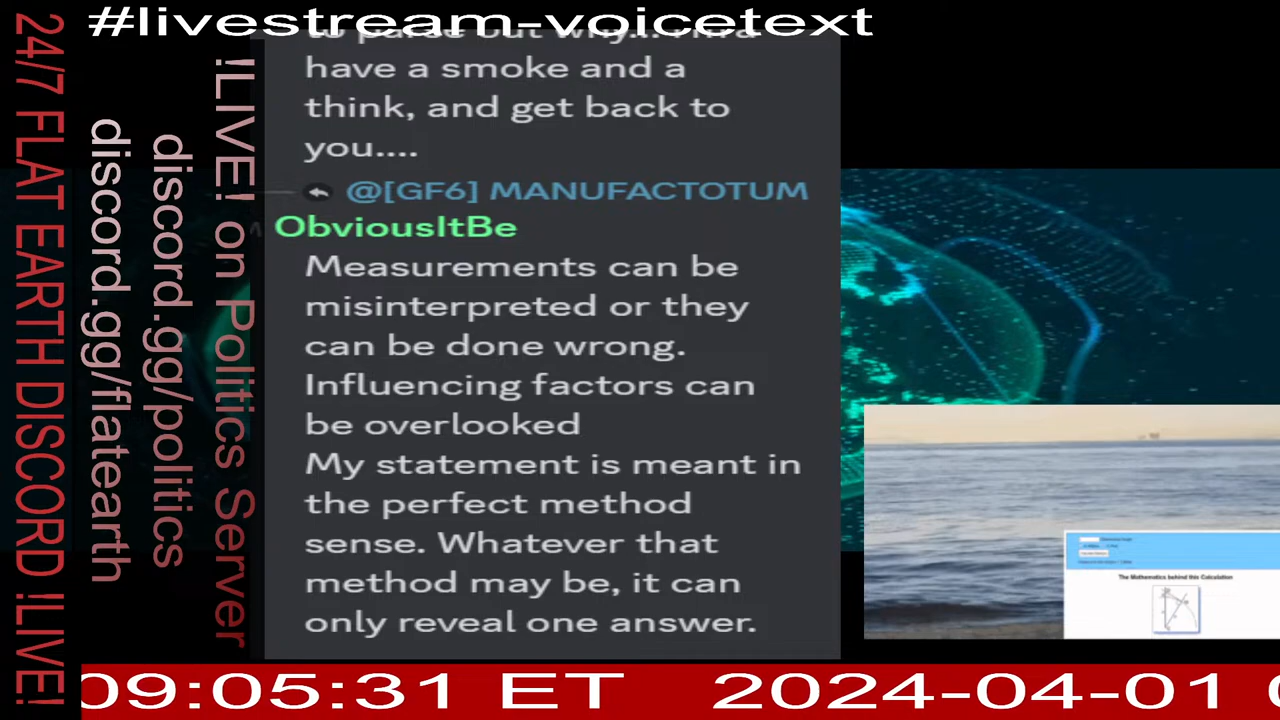 #livestream-voicetext
24/7 FLAT EARTH DISCORD !LIVE!
discord.gg/flatearth
discord.gg/politics
!LIVE! on Politics Server
to parse but why...
have a smoke and a
think, and get back to
you....
@[GF6] MANUFACTOTUM
ObviousItBe
Measurements can be
misinterpreted or they
can be done wrong.
Influencing factors can
be overlooked
My statement is meant in
the perfect method
sense. Whatever that
method may be, it can
only reveal one answer.
The Mathematics behind this Calculation
09:05:31 ET 2024-04-01